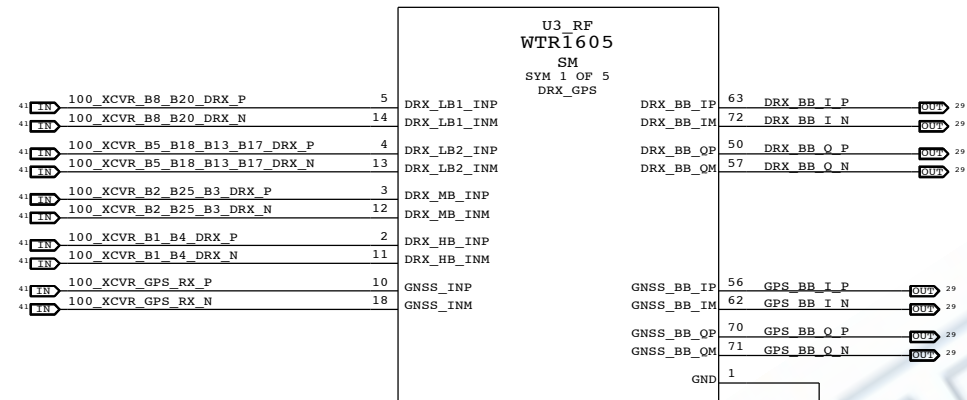 U3_RF
WTR1605
SM
SYM 1 OF 5
DRX_GPS
41 IN 100_XCVR_B8_B20_DRX_P 5 DRX_LB1_INP DRX_BB_IP 63 DRX_BB_I_P OUT 29
41 IN 100_XCVR_B8_B20_DRX_N 14 DRX_LB1_INM DRX_BB_IM 72 DRX_BB_I_N OUT 29
41 IN 100_XCVR_B5_B18_B13_B17_DRX_P 4 DRX_LB2_INP DRX_BB_QP 50 DRX_BB_Q_P OUT 29
41 IN 100_XCVR_B5_B18_B13_B17_DRX_N 13 DRX_LB2_INM DRX_BB_QM 57 DRX_BB_Q_N OUT 29
41 IN 100_XCVR_B2_B25_B3_DRX_P 3 DRX_MB_INP
41 IN 100_XCVR_B2_B25_B3_DRX_N 12 DRX_MB_INM
41 IN 100_XCVR_B1_B4_DRX_P 2 DRX_HB_INP
41 IN 100_XCVR_B1_B4_DRX_N 11 DRX_HB_INM
41 IN 100_XCVR_GPS_RX_P 10 GNSS_INP GNSS_BB_IP 56 GPS_BB_I_P OUT 29
41 IN 100_XCVR_GPS_RX_N 18 GNSS_INM GNSS_BB_IM 62 GPS_BB_I_N OUT 29
GNSS_BB_QP 70 GPS_BB_Q_P OUT 29
GNSS_BB_QM 71 GPS_BB_Q_N OUT 29
GND 1